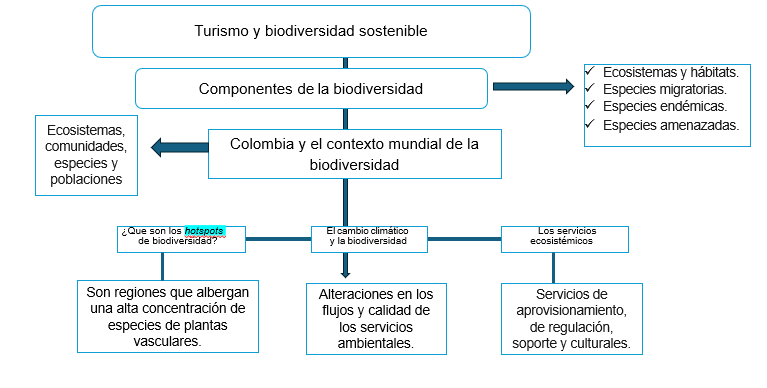 Turismo y biodiversidad sostenible
Componentes de la biodiversidad
✓ Ecosistemas y hábitats.
✓ Especies migratorias.
✓ Especies endémicas.
✓ Especies amenazadas.
Ecosistemas,
comunidades,
especies y
poblaciones
Colombia y el contexto mundial de la
biodiversidad
¿Que son los hotspots
de biodiversidad?
El cambio climático
y la biodiversidad
Los servicios
ecosistémicos
Son regiones que albergan
una alta concentración de
especies de plantas
vasculares.
Alteraciones en los
flujos y calidad de
los servicios
ambientales.
Servicios de
aprovisionamiento,
de regulación,
soporte y culturales.